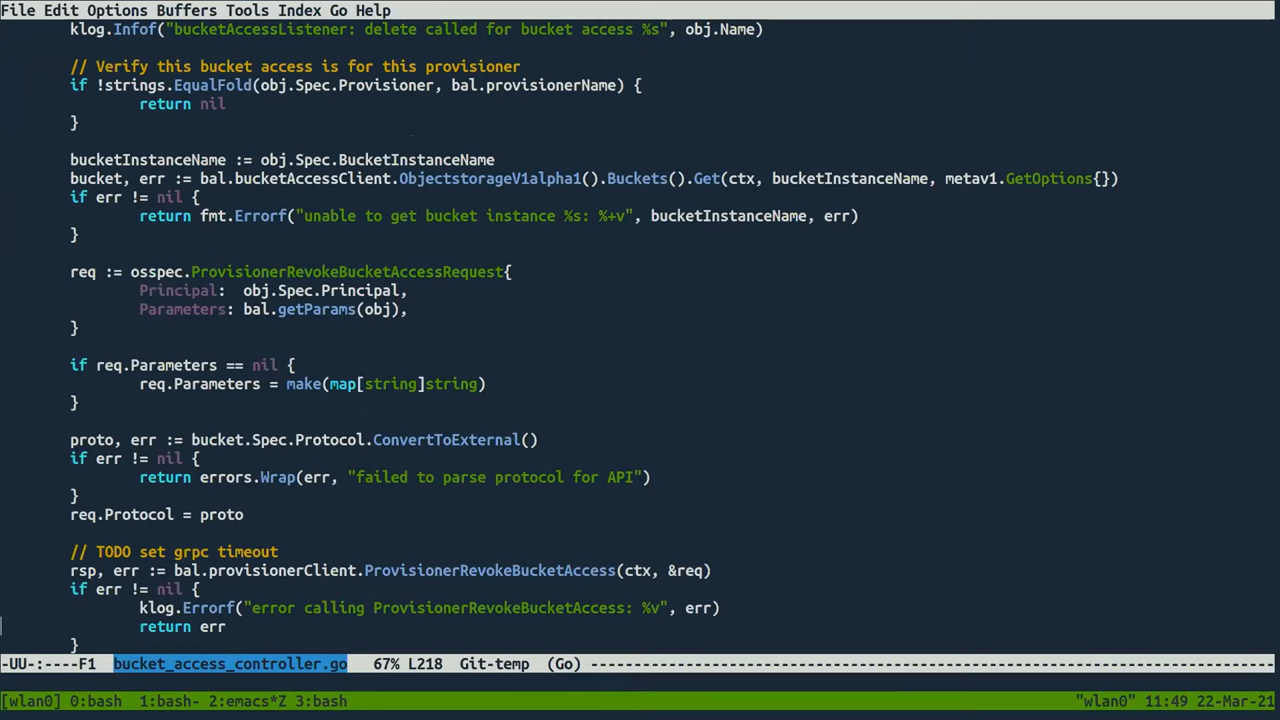 File Edit Options Buffers Tools Index Go Help
klog.Infof("bucketAccessListener: delete called for bucket access %s", obj.Name)
// Verify this bucket access is for this provisioner
if !strings.EqualFold(obj.Spec.Provisioner, bal.provisionerName) {
return nil
}
bucketInstanceName := obj.Spec.BucketInstanceName
bucket, err := bal.bucketAccessClient.ObjectstorageV1alpha1().Buckets().Get(ctx, bucketInstanceName, metav1.GetOptions{})
if err != nil {
return fmt.Errorf("unable to get bucket instance %s: %+v", bucketInstanceName, err)
}
req := osspec.ProvisionerRevokeBucketAccessRequest{
Principal:  obj.Spec.Principal,
Parameters: bal.getParams(obj),
}
if req.Parameters == nil {
req.Parameters = make(map[string]string)
}
proto, err := bucket.Spec.Protocol.ConvertToExternal()
if err != nil {
return errors.Wrap(err, "failed to parse protocol for API")
}
req.Protocol = proto
// TODO set grpc timeout
rsp, err := bal.provisionerClient.ProvisionerRevokeBucketAccess(ctx, &req)
if err != nil {
klog.Errorf("error calling ProvisionerRevokeBucketAccess: %v", err)
return err
}
-UU-:----F1  bucket_access_controller.go   67% L218  Git-temp  (Go) -------------------------------------------------------------------------------
[wlan0] 0:bash  1:bash- 2:emacs*Z 3:bash "wlan0" 11:49 22-Mar-21